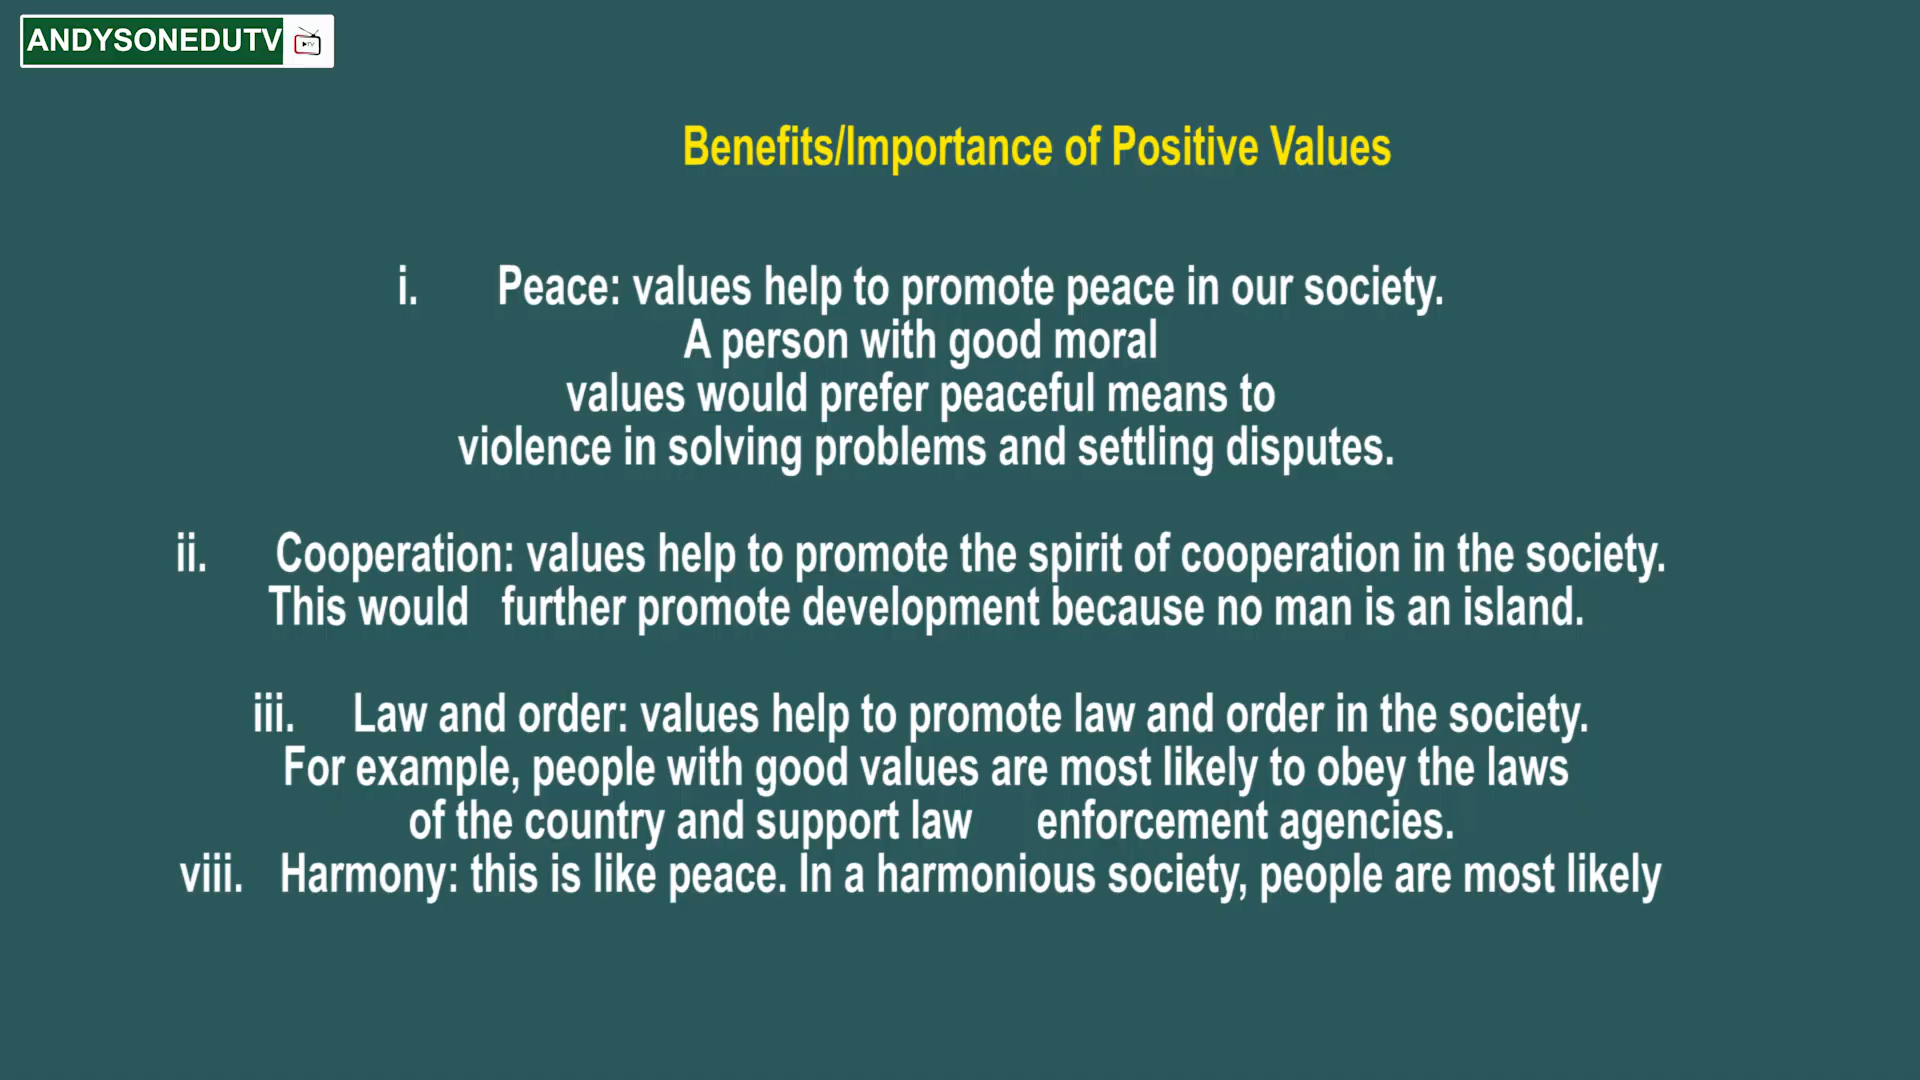 ANDYSONEDUTV
Benefits/Importance of Positive Values
i. Peace: values help to promote peace in our society.
A person with good moral
values would prefer peaceful means to
violence in solving problems and settling disputes.
ii. Cooperation: values help to promote the spirit of cooperation in the society.
This would further promote development because no man is an island.
iii. Law and order: values help to promote law and order in the society.
For example, people with good values are most likely to obey the laws
of the country and support law enforcement agencies.
viii. Harmony: this is like peace. In a harmonious society, people are most likely